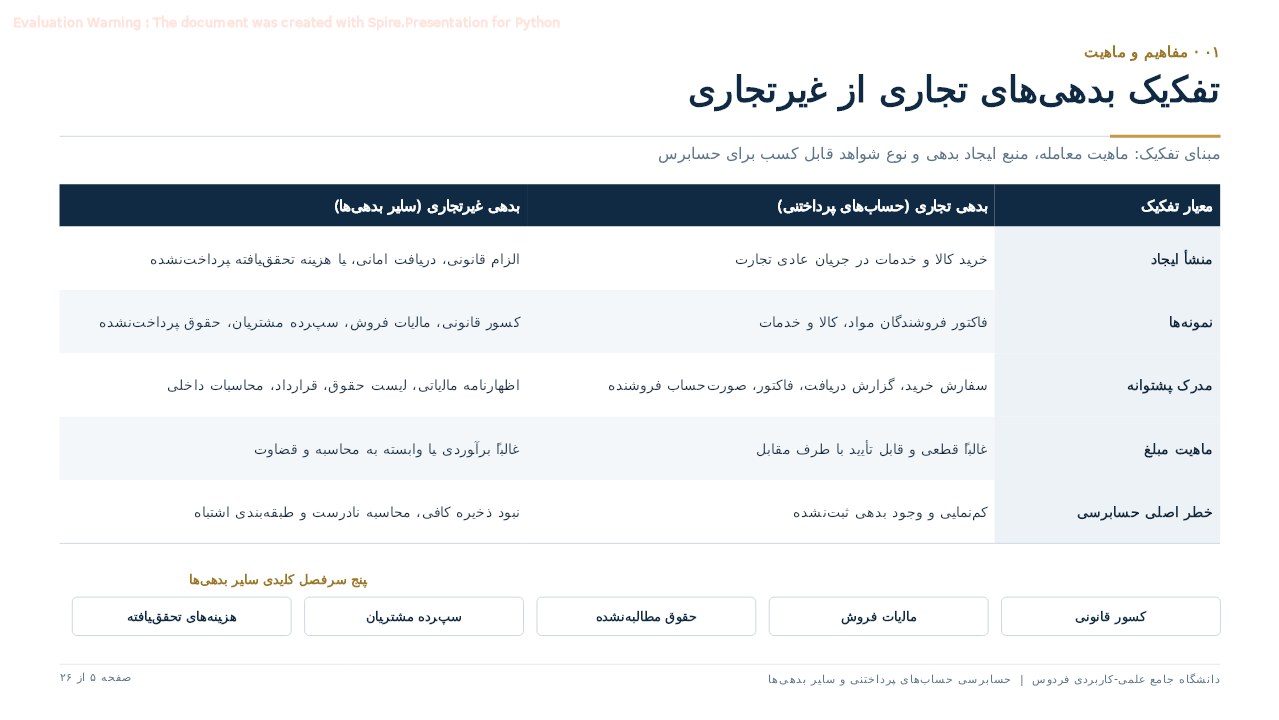 Evaluation Warning : The document was created with Spire.Presentation for Python
۰۱ · مفاهیم و ماهیت
تفکیک بدهی‌های تجاری از غیرتجاری
مبنای تفکیک: ماهیت معامله، منبع ایجاد بدهی و نوع شواهد قابل کسب برای حسابرس
معیار تفکیک
بدهی تجاری (حساب‌های پرداختنی)
بدهی غیرتجاری (سایر بدهی‌ها)
منشأ ایجاد
خرید کالا و خدمات در جریان عادی تجارت
الزام قانونی، دریافت امانی، یا هزینه تحقق‌یافته پرداخت‌نشده
نمونه‌ها
فاکتور فروشندگان مواد، کالا و خدمات
کسور قانونی، مالیات فروش، سپرده مشتریان، حقوق پرداخت‌نشده
مدرک پشتوانه
سفارش خرید، گزارش دریافت، فاکتور، صورت‌حساب فروشنده
اظهارنامه مالیاتی، لیست حقوق، قرارداد، محاسبات داخلی
ماهیت مبلغ
غالباً قطعی و قابل تأیید با طرف مقابل
غالباً برآوردی یا وابسته به محاسبه و قضاوت
خطر اصلی حسابرسی
کم‌نمایی و وجود بدهی ثبت‌نشده
نبود ذخیره کافی، محاسبه نادرست و طبقه‌بندی اشتباه
پنج سرفصل کلیدی سایر بدهی‌ها
کسور قانونی
مالیات فروش
حقوق مطالبه‌نشده
سپرده مشتریان
هزینه‌های تحقق‌یافته
دانشگاه جامع علمی-کاربردی فردوس | حسابرسی حساب‌های پرداختنی و سایر بدهی‌ها
صفحه ۵ از ۲۶